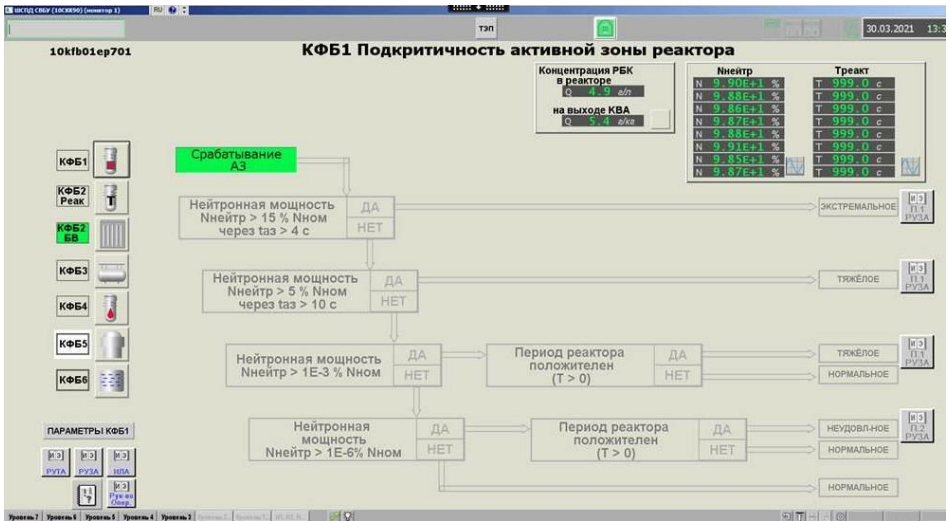 ШСПД СВБУ (10CKX90) (монитор 1)
RU
ТЭП
30.03.2021 13:3
10kfb01ep701
КФБ1 Подкритичность активной зоны реактора
Концентрация РБК
в реакторе
Q 4.9 г/л
на выходе КВА
Q 5.4 г/кг
Nнейтр
N 9.90E+1 %
N 9.88E+1 %
N 9.86E+1 %
N 9.87E+1 %
N 9.88E+1 %
N 9.91E+1 %
N 9.85E+1 %
N 9.87E+1 %
Tреакт
T 999.0 с
T 999.0 с
T 999.0 с
T 999.0 с
T 999.0 с
T 999.0 с
T 999.0 с
T 999.0 с
КФБ1
КФБ2
Реак
КФБ2
БВ
КФБ3
КФБ4
КФБ5
КФБ6
Срабатывание
АЗ
Нейтронная мощность
Nнейтр > 15 % Nном
через tаз > 4 с
ДА
НЕТ
ЭКСТРЕМАЛЬНОЕ
И Э
П.1
РУЗА
Нейтронная мощность
Nнейтр > 5 % Nном
через tаз > 10 с
ДА
НЕТ
ТЯЖЁЛОЕ
И Э
П.1
РУЗА
Нейтронная мощность
Nнейтр > 1E-3 % Nном
ДА
НЕТ
Период реактора
положителен
(T > 0)
ДА
НЕТ
ТЯЖЁЛОЕ
НОРМАЛЬНОЕ
И Э
П.1
РУЗА
Нейтронная
мощность
Nнейтр > 1E-6% Nном
ДА
НЕТ
Период реактора
положителен
(T > 0)
ДА
НЕТ
НЕУДОВЛ-НОЕ
НОРМАЛЬНОЕ
И Э
П.2
РУЗА
НОРМАЛЬНОЕ
ПАРАМЕТРЫ КФБ1
И Э
РУТА
И Э
РУЗА
И Э
ИЛА
И Э
Рук-во
Опер.
Уровень 7 Уровень 6 Уровень 5 Уровень 4 Уровень 3